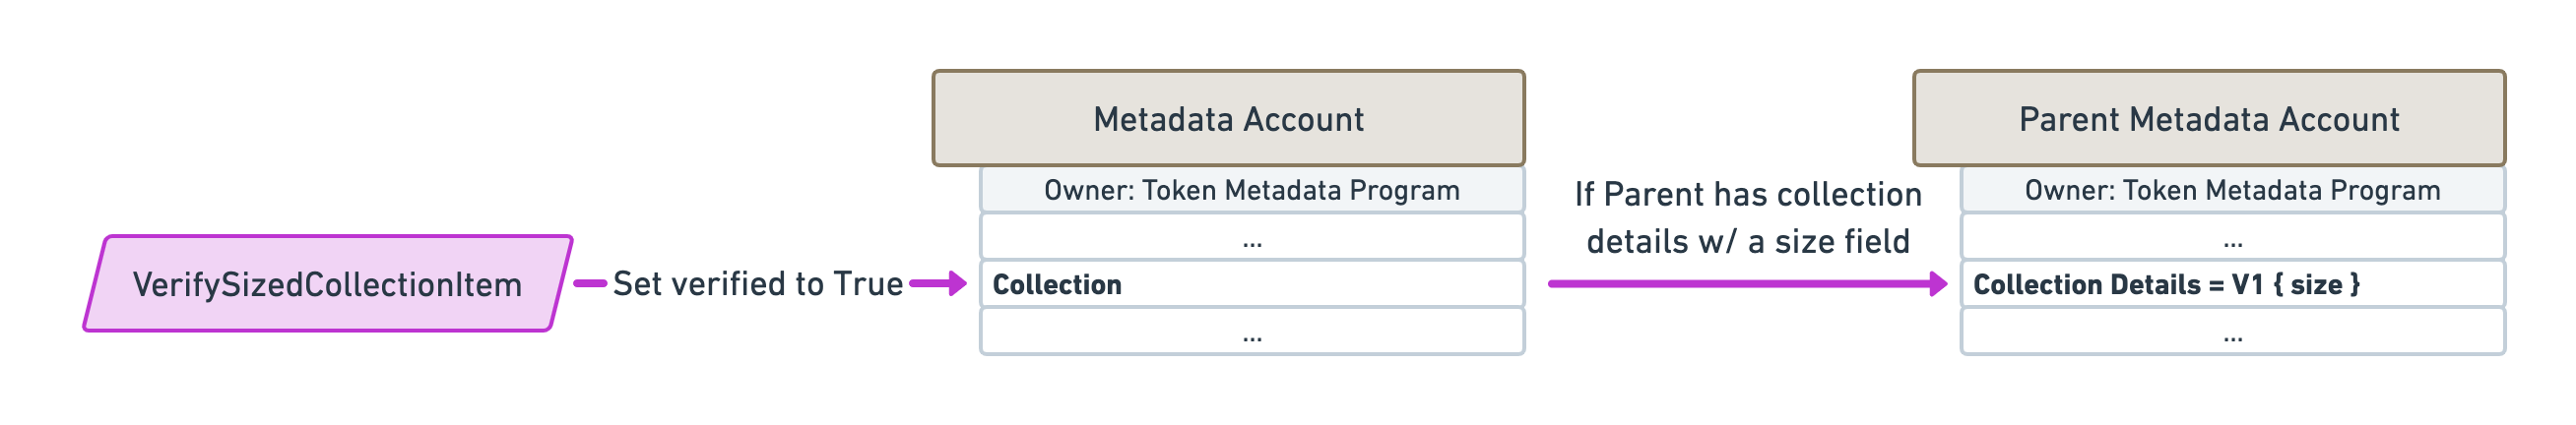 VerifySizedCollectionItem
Set verified to True
Metadata Account
Owner: Token Metadata Program
...
Collection
...
If Parent has collection
details w/ a size field
Parent Metadata Account
Owner: Token Metadata Program
...
Collection Details = V1 { size }
...